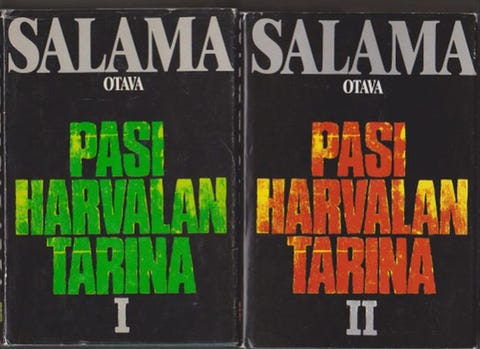 SALAMA
OTAVA
PASI
HARVALAN
TARINA
I
SALAMA
OTAVA
PASI
HARVALAN
TARINA
II